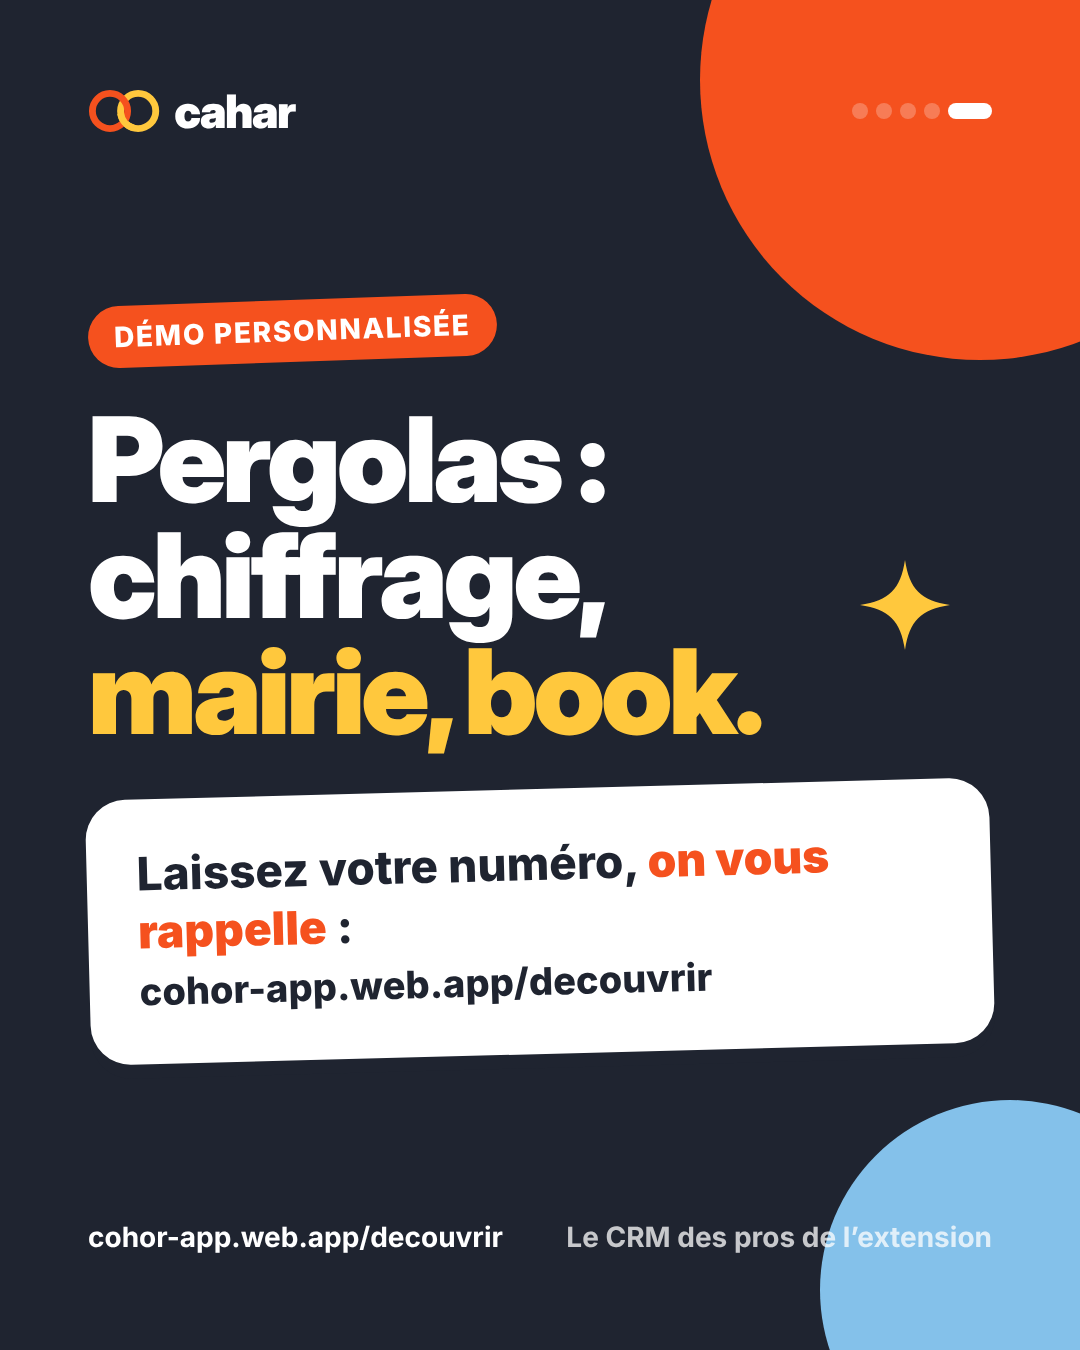 cahar
DÉMO PERSONNALISÉE
Pergolas :
chiffrage,
mairie, book.
Laissez votre numéro, on vous
rappelle :
cohor-app.web.app/decouvrir
cohor-app.web.app/decouvrir
Le CRM des pros de l’extension